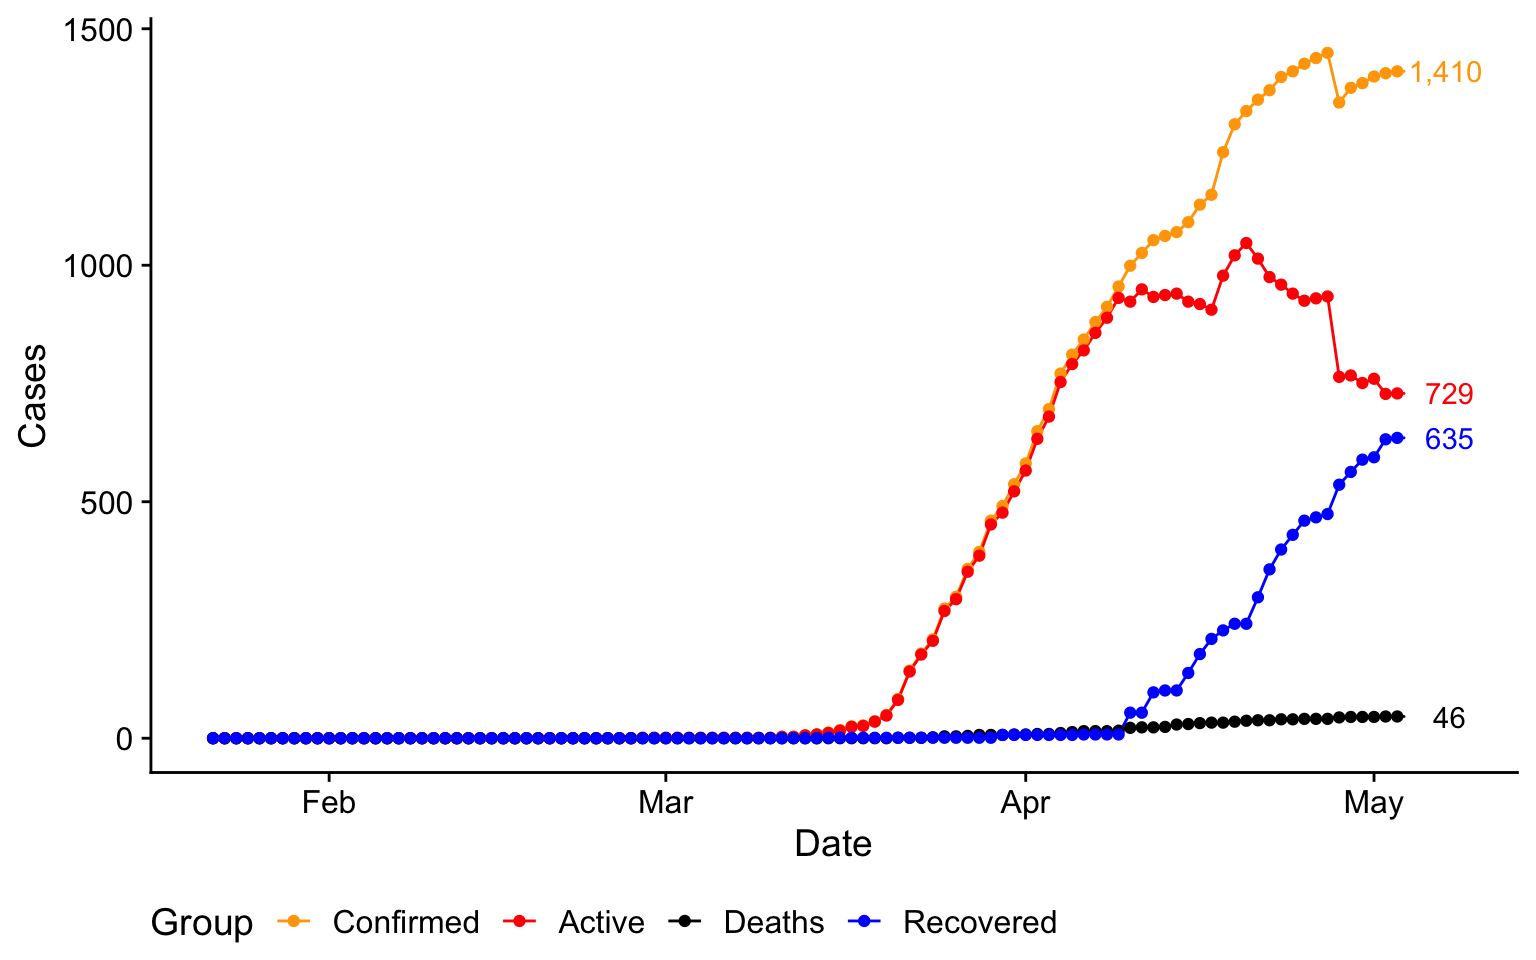 1500
1,410
1000
Cases
729
635
500
46
0
Feb Mar Apr May
Date
Group Confirmed Active Deaths Recovered